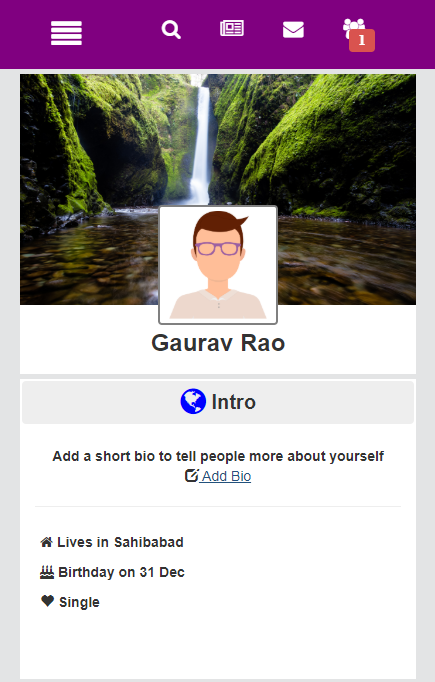 1
Gaurav Rao
Intro
Add a short bio to tell people more about yourself
Add Bio
Lives in Sahibabad
Birthday on 31 Dec
Single